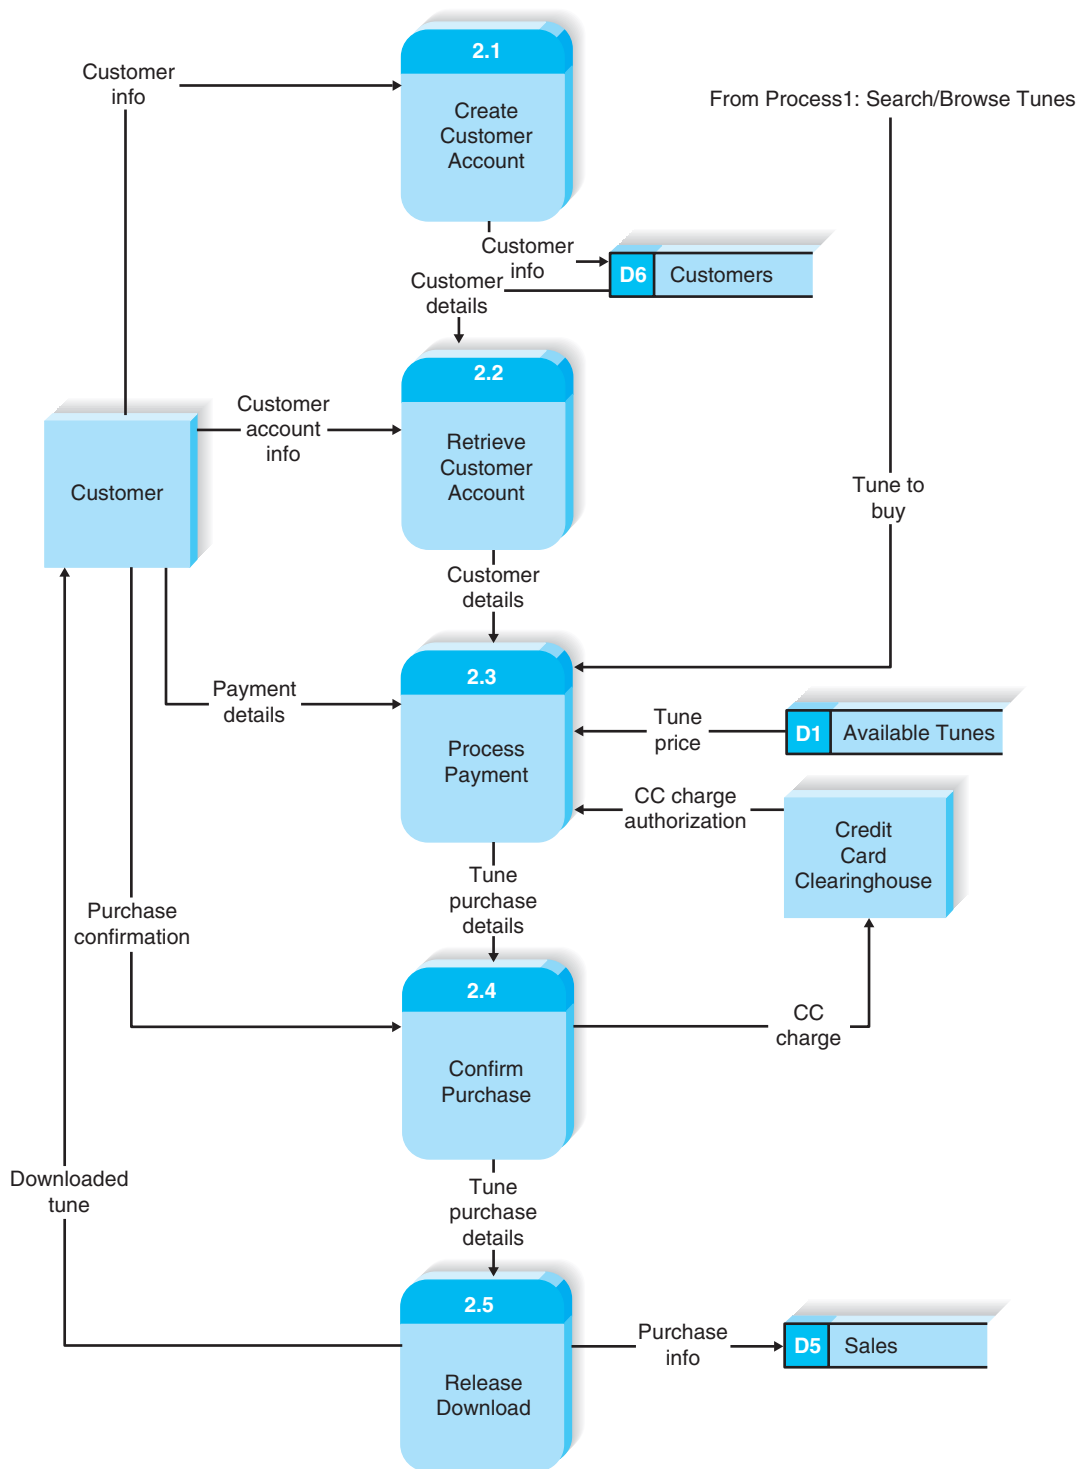 2.1
Customer
info
Create
Customer
Account
From Process1: Search/Browse Tunes
Customer
info
D6 Customers
Customer
details
2.2
Customer
account
info
Retrieve
Customer
Account
Customer
Tune to
buy
Customer
details
2.3
Payment
details
Process
Payment
Tune
price
D1 Available Tunes
CC charge
authorization
Credit
Card
Clearinghouse
Tune
purchase
details
Purchase
confirmation
2.4
Confirm
Purchase
CC
charge
Downloaded
tune
Tune
purchase
details
2.5
Release
Download
Purchase
info
D5 Sales